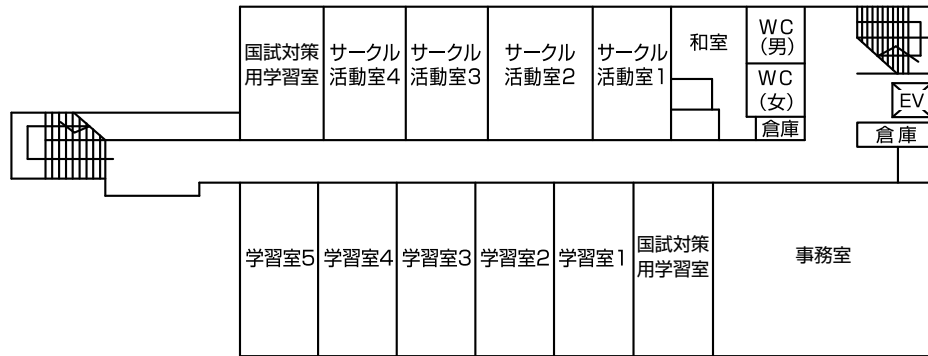 国試対策
用学習室
サークル
活動室4
サークル
活動室3
サークル
活動室2
サークル
活動室1
和室
WC
(男)
WC
(女)
倉庫
EV
倉庫
学習室5
学習室4
学習室3
学習室2
学習室1
国試対策
用学習室
事務室